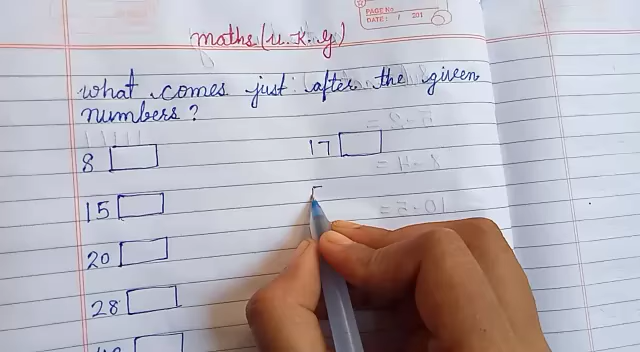 PAGE No.
DATE: / 201
maths (u.k.g)
what comes just after the given
numbers?
8 17
15
20
28